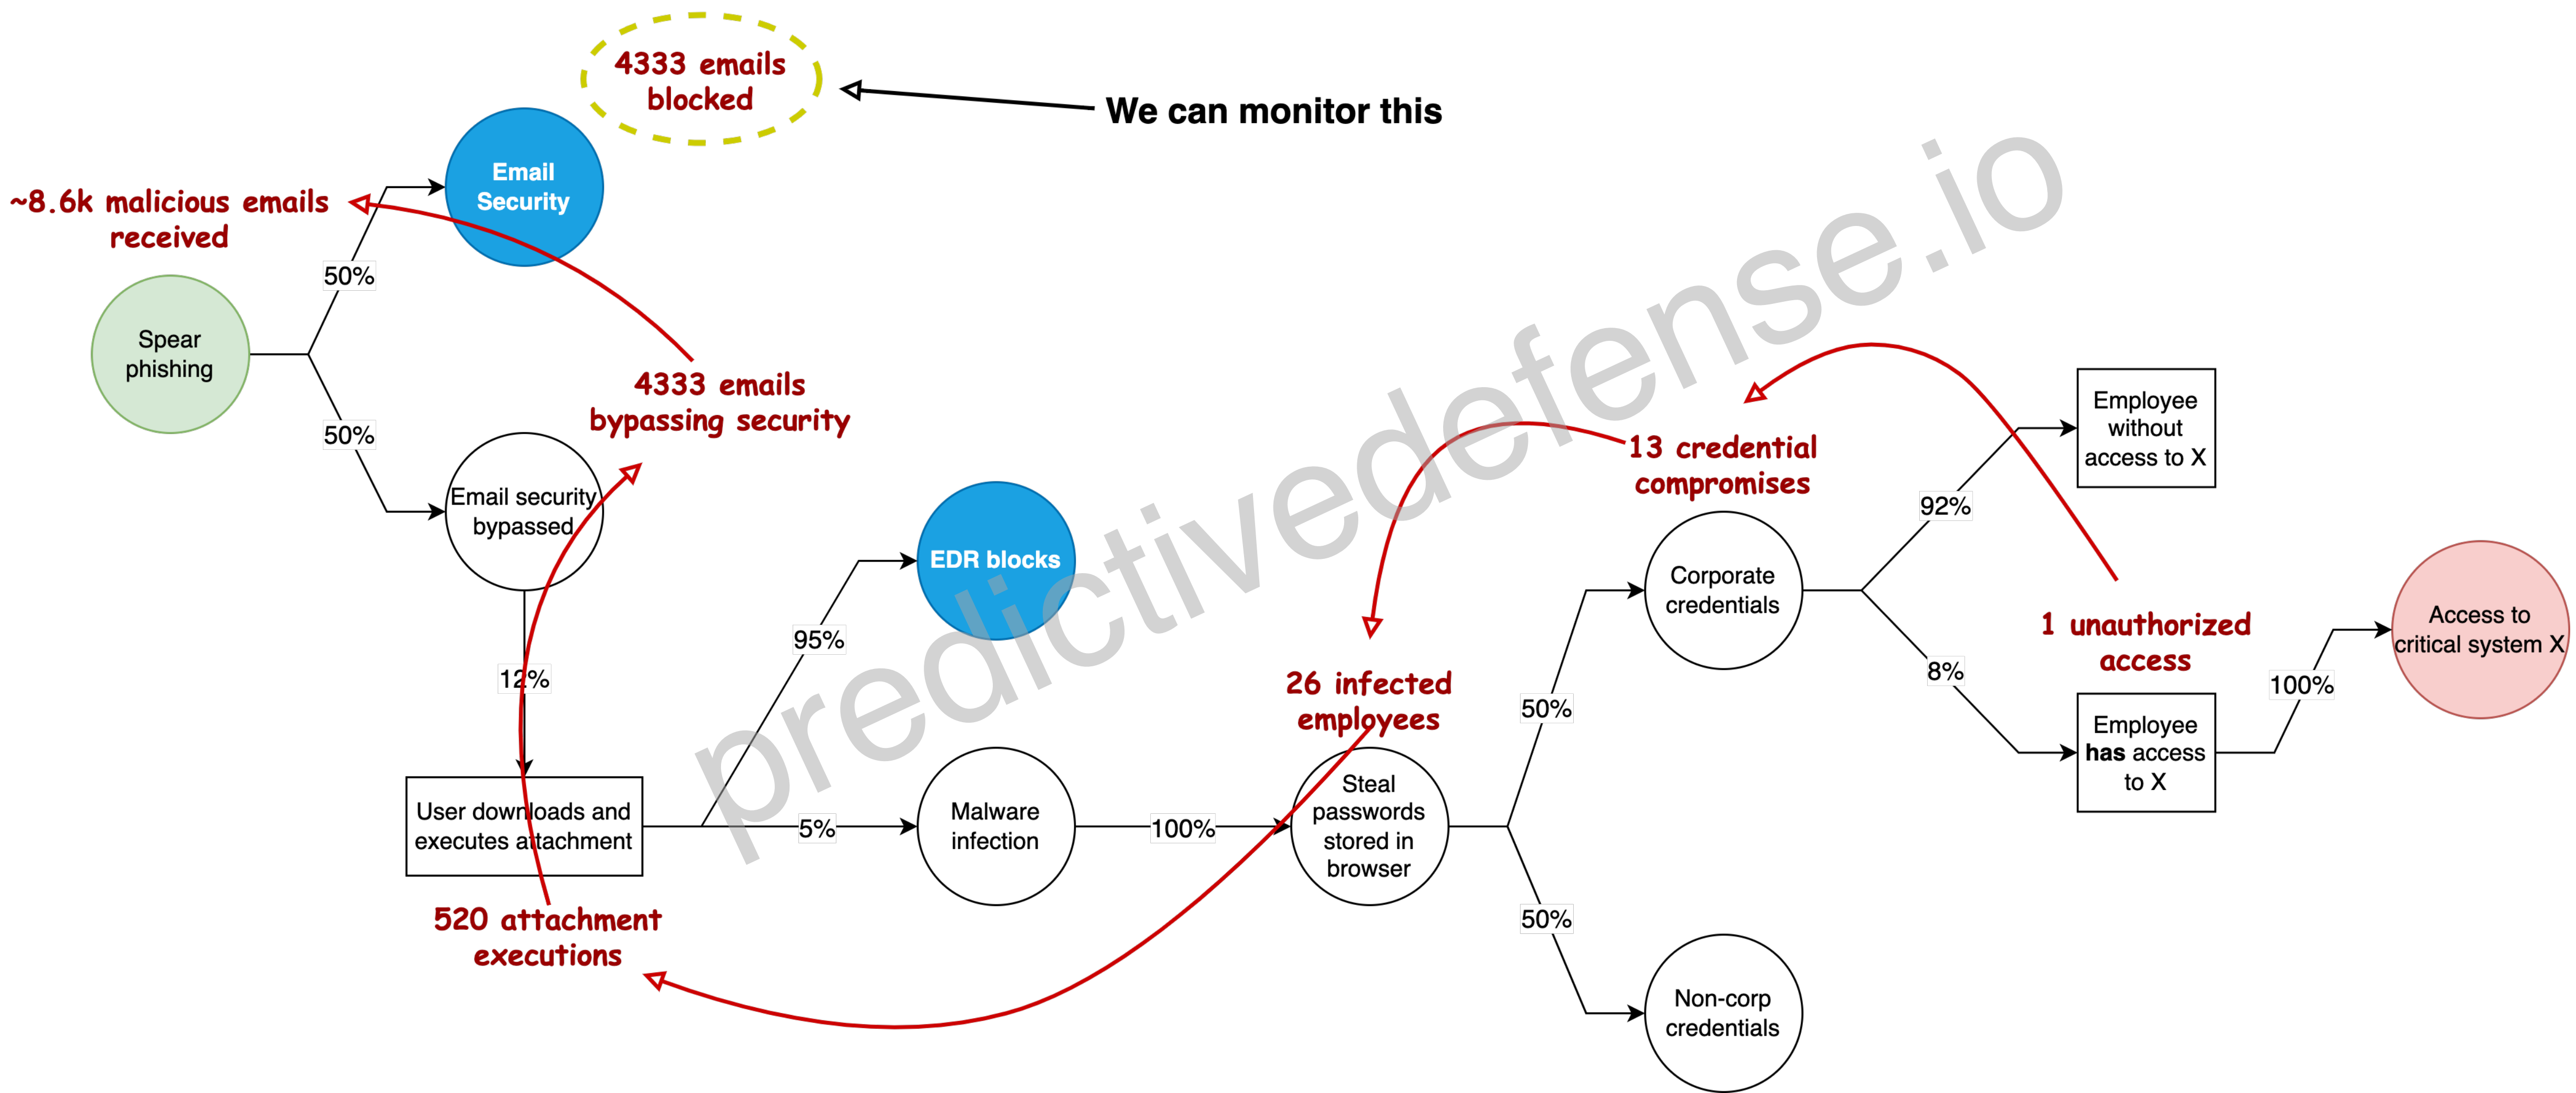 4333 emails
blocked
We can monitor this
Email
Security
~8.6k malicious emails
received
50%
Spear
phishing
50%
4333 emails
bypassing security
Email security
bypassed
12%
User downloads and
executes attachment
520 attachment
executions
EDR blocks
95%
5%
Malware
infection
100%
26 infected
employees
Steal
passwords
stored in
browser
13 credential
compromises
Corporate
credentials
50%
50%
Non-corp
credentials
92%
8%
Employee
without
access to X
1 unauthorized
access
Employee
has access
to X
100%
Access to
critical system X
predictivedefense.io